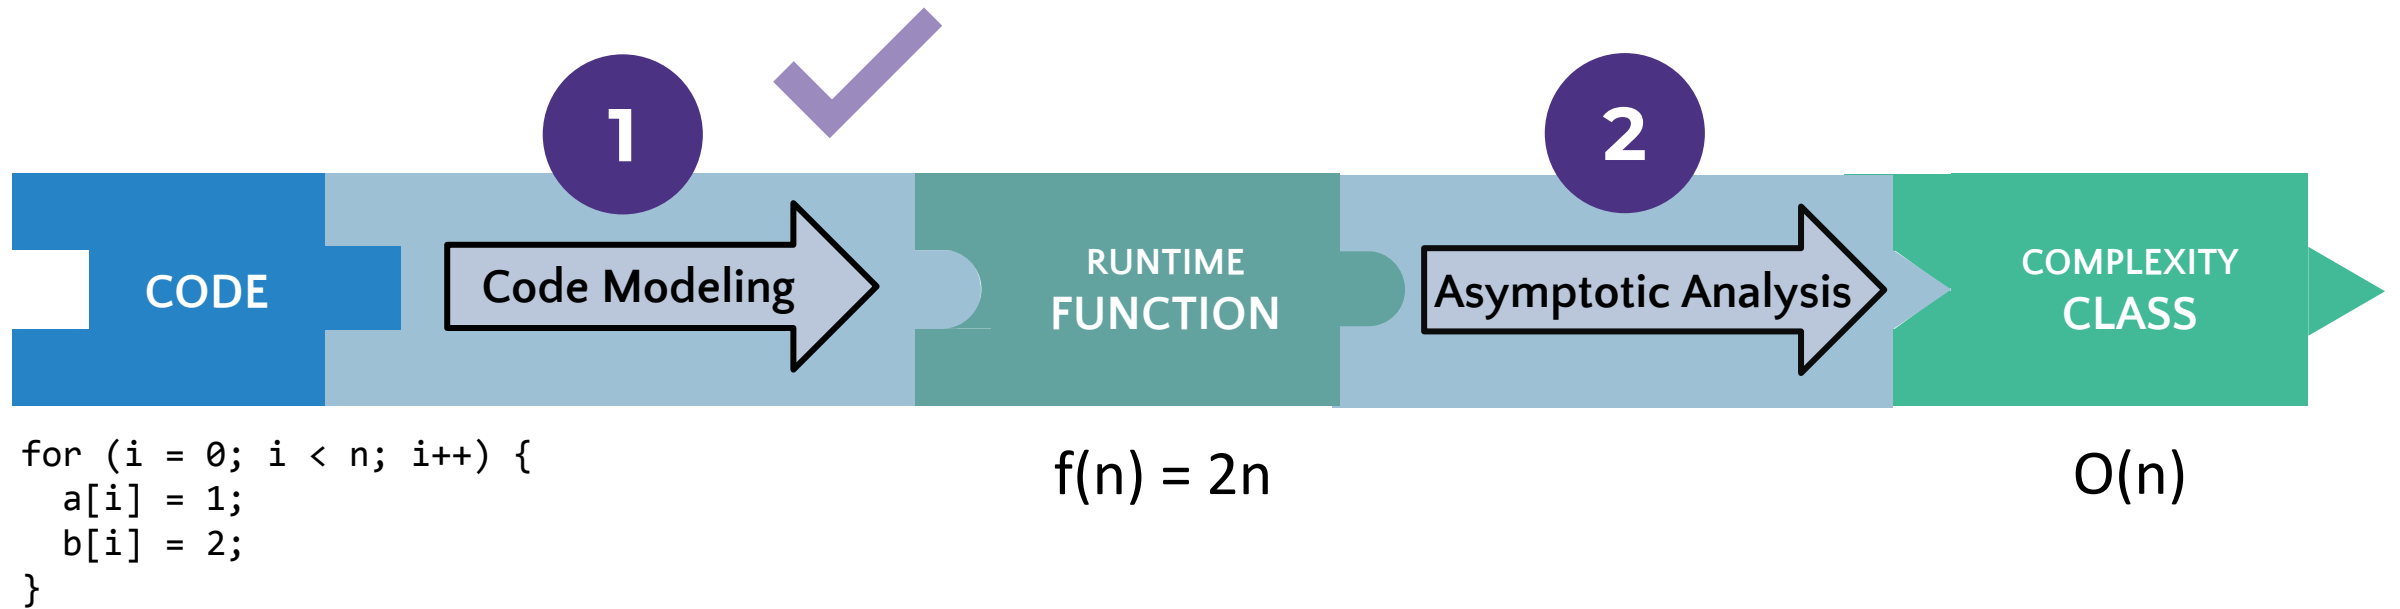 1
2
CODE
Code Modeling
RUNTIME
FUNCTION
Asymptotic Analysis
COMPLEXITY
CLASS
for (i = 0; i < n; i++) {
  a[i] = 1;
  b[i] = 2;
}
f(n) = 2n
O(n)